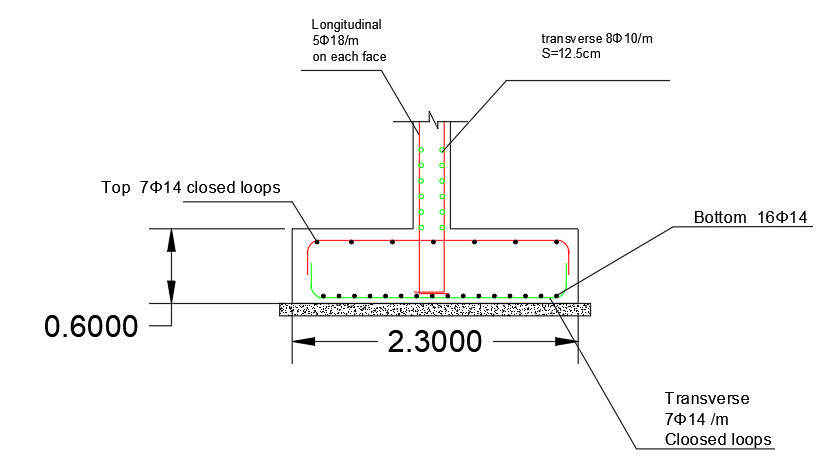 Longitudinal
5Φ18/m
on each face
transverse 8Φ10/m
S=12.5cm
Top 7Φ14 closed loops
Bottom 16Φ14
0.6000
2.3000
Transverse
7Φ14 /m
Cloosed loops